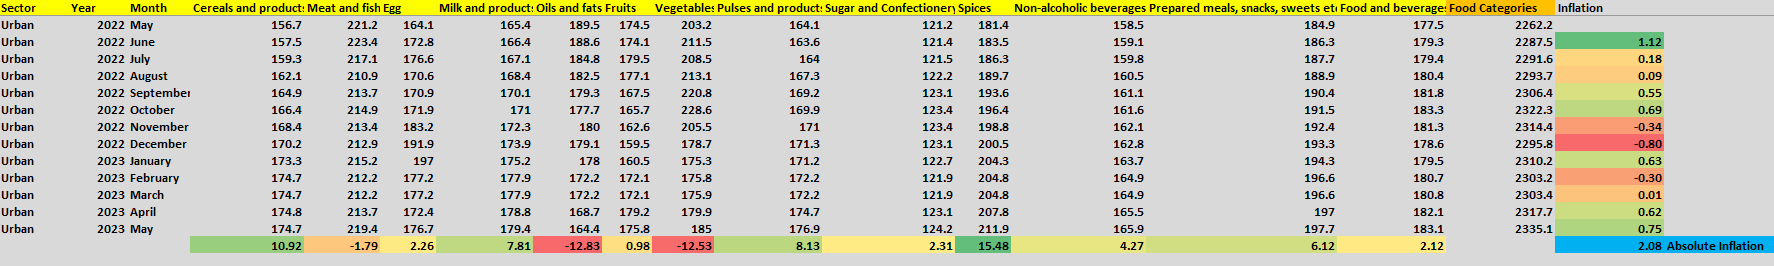 Sector Year Month Cereals and product: Meat and fish Egg Milk and product: Oils and fats Fruits Vegetables Pulses and product: Sugar and Confectionery Spices Non-alcoholic beverages Prepared meals, snacks, sweets etc Food and beverages Food Categories Inflation
Urban 2022 May 156.7 221.2 164.1 165.4 189.5 174.5 203.2 164.1 121.2 181.4 158.5 184.9 177.5 2262.2
Urban 2022 June 157.5 223.4 172.8 166.4 188.6 174.1 211.5 163.6 121.4 183.5 159.1 186.3 179.3 2287.5 1.12
Urban 2022 July 159.3 217.1 176.6 167.1 184.8 179.5 208.5 164 121.5 186.3 159.8 187.7 179.4 2291.6 0.18
Urban 2022 August 162.1 210.9 170.6 168.4 182.5 177.1 213.1 167.3 122.2 189.7 160.5 188.9 180.4 2293.7 0.09
Urban 2022 September 164.9 213.7 170.9 170.1 179.3 167.5 220.8 169.2 123.1 193.6 161.1 190.4 181.8 2306.4 0.55
Urban 2022 October 166.4 214.9 171.9 171 177.7 165.7 228.6 169.9 123.4 196.4 161.6 191.5 183.3 2322.3 0.69
Urban 2022 November 168.4 213.4 183.2 172.3 180 162.6 205.5 171 123.4 198.8 162.1 192.4 181.3 2314.4 -0.34
Urban 2022 December 170.2 212.9 191.9 173.9 179.1 159.5 178.7 171.3 123.1 200.5 162.8 193.3 178.6 2295.8 -0.80
Urban 2023 January 173.3 215.2 197 175.2 178 160.5 175.3 171.2 122.7 204.3 163.7 194.3 179.5 2310.2 0.63
Urban 2023 February 174.7 212.2 177.2 177.9 172.2 172.1 175.8 172.2 121.9 204.8 164.9 196.6 180.7 2303.2 -0.30
Urban 2023 March 174.7 212.2 177.2 177.9 172.2 172.1 175.9 172.2 121.9 204.8 164.9 196.6 180.8 2303.4 0.01
Urban 2023 April 174.8 213.7 172.4 178.8 168.7 179.2 179.9 174.7 123.1 207.8 165.5 197 182.1 2317.7 0.62
Urban 2023 May 174.7 219.4 176.7 179.4 164.4 175.8 185 176.9 124.2 211.9 165.9 197.7 183.1 2335.1 0.75
10.92 -1.79 2.26 7.81 -12.83 0.98 -12.53 8.13 2.31 15.48 4.27 6.12 2.12 2.08 Absolute Inflation